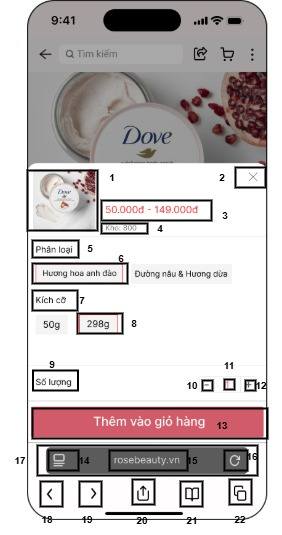 9:41
Tìm kiếm
Dove
Dove
1
2
50.000đ - 149.000đ
3
Kho: 800
4
Phân loại
5
6
Hương hoa anh đào
Đường nâu & Hương dừa
Kích cỡ
7
50g
298g
8
9
Số lượng
10
11
12
Thêm vào giỏ hàng
13
17
14
rosebeauty.vn
15
16
18
19
20
21
22